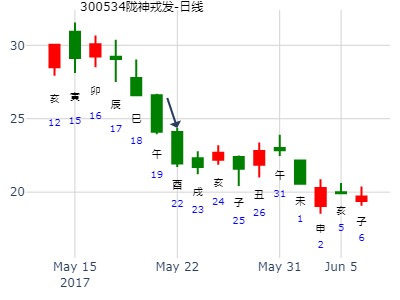 300534陇神戎发-日线
30
25
20
亥
12
寅
15
卯
16
辰
17
巳
18
午
19
酉
22
戌
23
亥
24
子
25
丑
26
午
31
未
1
申
2
亥
5
子
6
May 15
2017
May 22
May 31
Jun 5